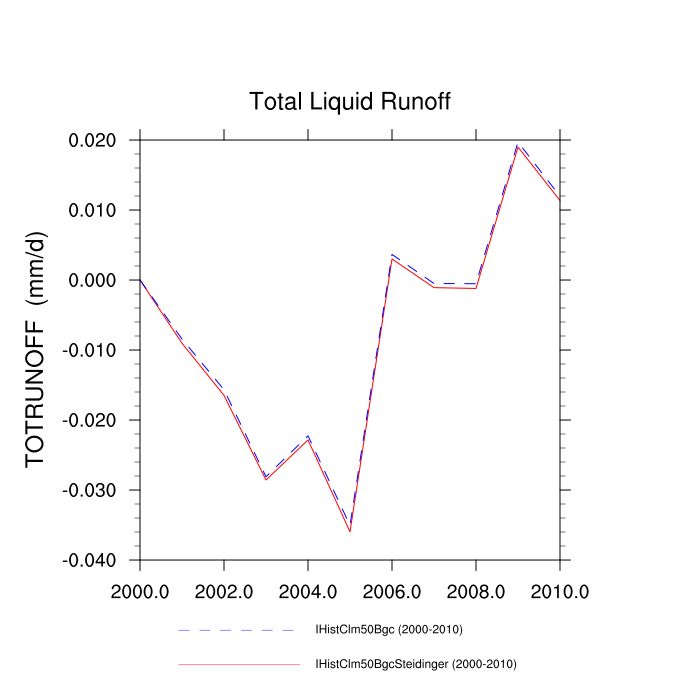 Total Liquid Runoff
TOTRUNOFF (mm/d)
0.020
0.010
0.000
-0.010
-0.020
-0.030
-0.040
2000.0 2002.0 2004.0 2006.0 2008.0 2010.0
IHistClm50Bgc (2000-2010)
IHistClm50BgcSteidinger (2000-2010)